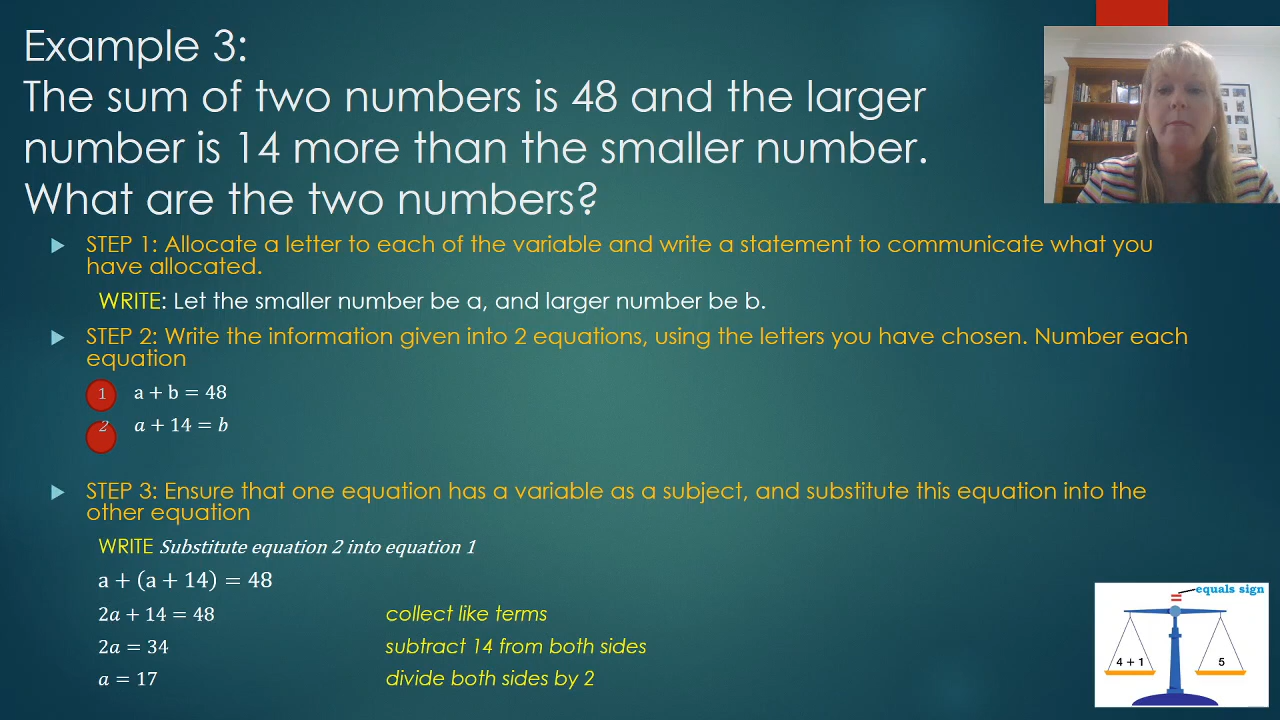 Example 3:
The sum of two numbers is 48 and the larger
number is 14 more than the smaller number.
What are the two numbers?
STEP 1: Allocate a letter to each of the variable and write a statement to communicate what you
have allocated.
WRITE: Let the smaller number be a, and larger number be b.
STEP 2: Write the information given into 2 equations, using the letters you have chosen. Number each
equation
1 a + b = 48
2 a + 14 = b
STEP 3: Ensure that one equation has a variable as a subject, and substitute this equation into the
other equation
WRITE Substitute equation 2 into equation 1
a + (a + 14) = 48
2a + 14 = 48 collect like terms
2a = 34 subtract 14 from both sides
a = 17 divide both sides by 2
equals sign
=
4 + 1 5